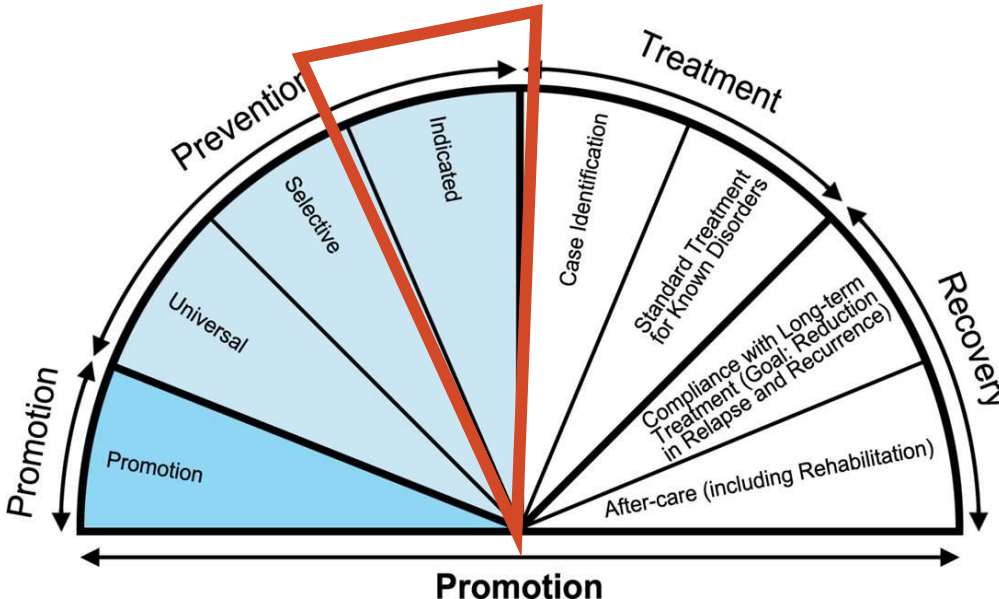 Prevention
Treatment
Recovery
Promotion
Promotion
Universal
Selective
Indicated
Case Identification
Standard Treatment
for Known Disorders
Compliance with Long-term
Treatment (Goal: Reduction
in Relapse and Recurrence)
After-care (including Rehabilitation)
Promotion